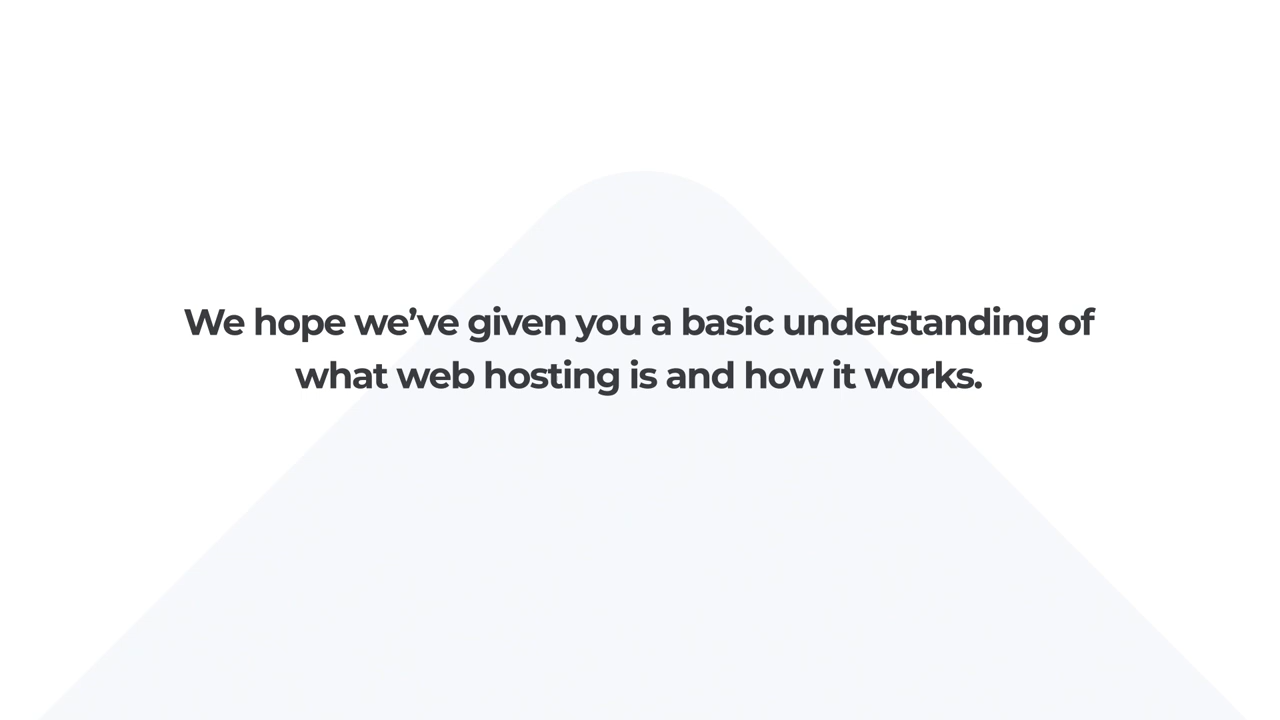 We hope we’ve given you a basic understanding of
what web hosting is and how it works.